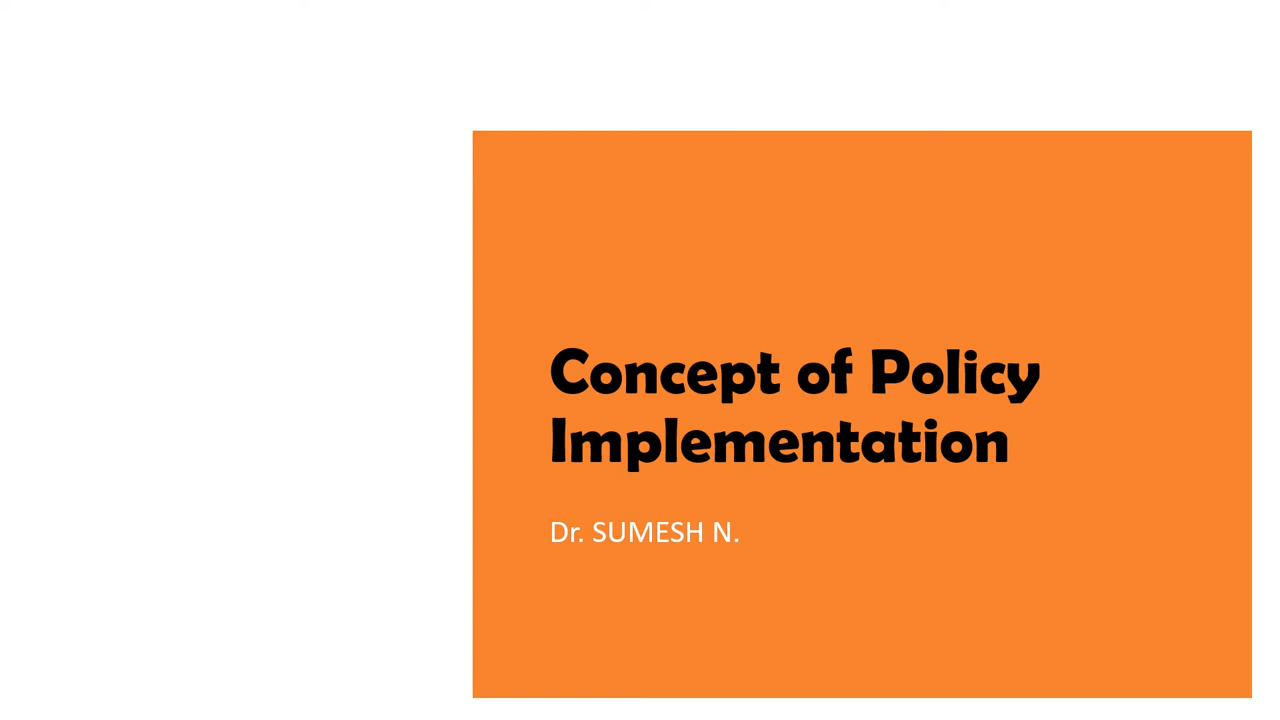 Concept of Policy
Implementation
Dr. SUMESH N.